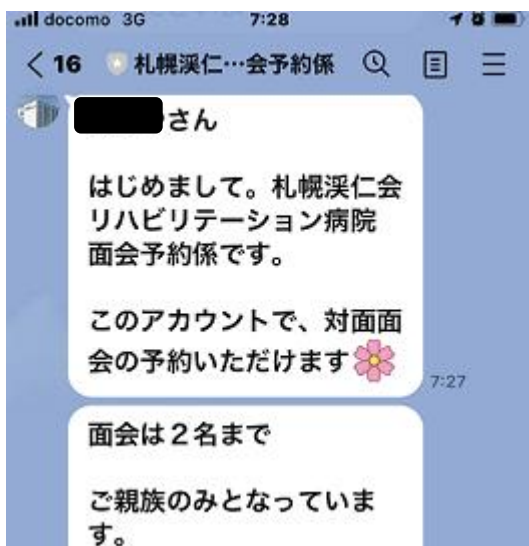 docomo 3G 7:28
16 札幌渓仁…会予約係
さん
はじめまして。札幌渓仁会
リハビリテーション病院
面会予約係です。
このアカウントで、対面面
会の予約いただけます
7:27
面会は２名まで
ご親族のみとなっていま
す。